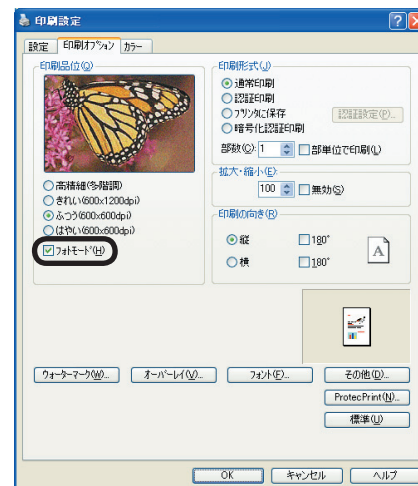 印刷設定
設定 印刷オプション カラー
印刷品位(Q)
高精細(多階調)
きれい(600x1200dpi)
ふつう(600x600dpi)
はやい(600x600dpi)
フォトモード(H)
印刷形式(J)
通常印刷
認証印刷
プリンタに保存
認証設定(P)...
暗号化認証印刷
部数(C): 1 部単位で印刷(L)
拡大・縮小(E):
100 無効(S)
印刷の向き(R)
縦 180°
横 180°
A
ウォーターマーク(W)... オーバーレイ(V)... フォント(F)... その他(D)...
ProtecPrint(N)...
標準(U)
OK キャンセル ヘルプ